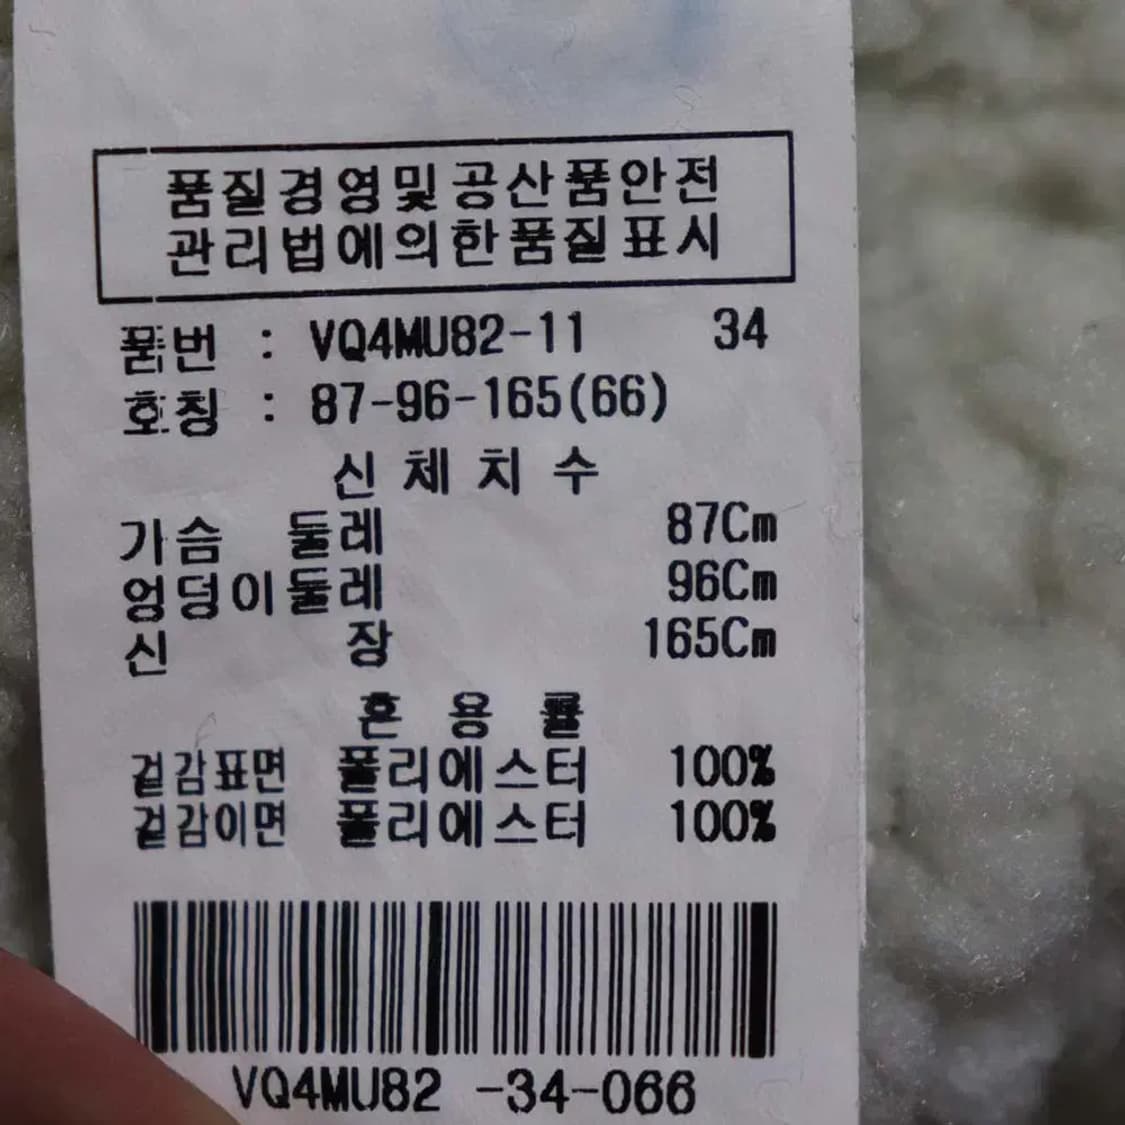 품질경영및공산품안전
관리법에의한품질표시
품번 : VQ4MU82-11 34
호칭 : 87-96-165(66)
신체치수
가슴 둘레 87Cm
엉덩이둘레 96Cm
신 장 165Cm
혼용률
겉감표면 폴리에스터 100%
겉감이면 폴리에스터 100%
VQ4MU82 -34-066